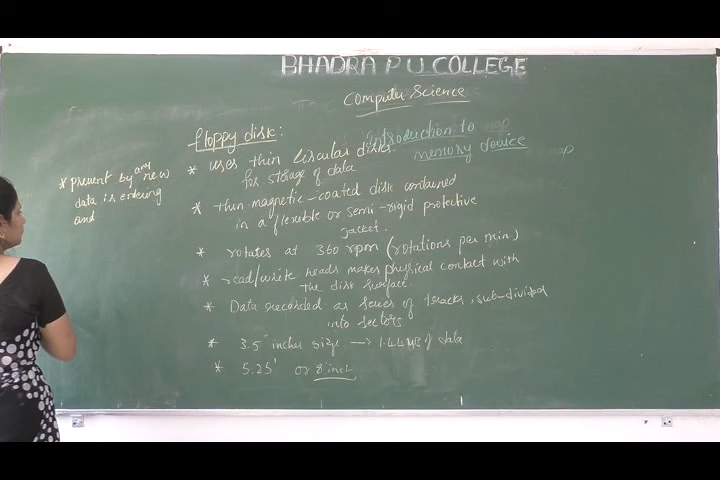 BHADRA P U COLLEGE
Computer Science
Introduction to
memory device
floppy disk:
* uses thin circular disks
for storage of data
* thin magnetic-coated disk contained
in a flexible or semi-rigid protective
jacket.
* rotates at 360 rpm (rotations per min)
* read/write heads makes physical contact with
the disk surface.
* Data recorded as series of tracks, sub-divided
into sectors
* 3.5" inches size → 1.44MB of data
* 5.25" or 8 inch
* present by any new
data is entering
and